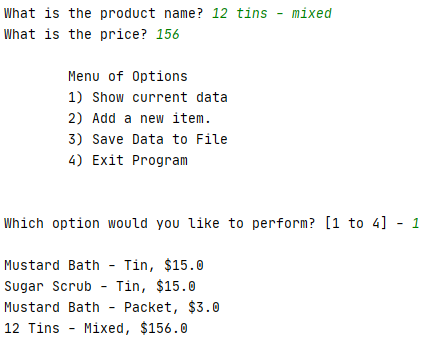 What is the product name? 12 tins - mixed
What is the price? 156
Menu of Options
1) Show current data
2) Add a new item.
3) Save Data to File
4) Exit Program
Which option would you like to perform? [1 to 4] - 1
Mustard Bath - Tin, $15.0
Sugar Scrub - Tin, $15.0
Mustard Bath - Packet, $3.0
12 Tins - Mixed, $156.0